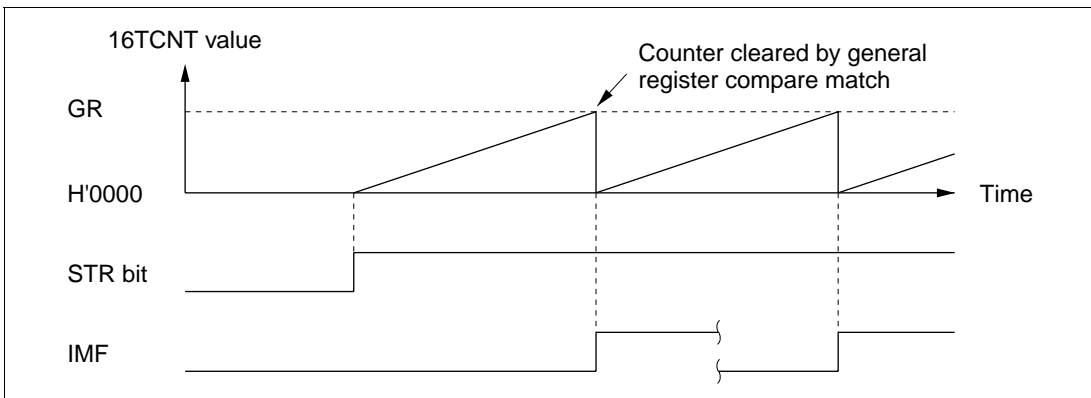 16TCNT value
Counter cleared by general
register compare match
GR
H'0000
Time
STR bit
IMF